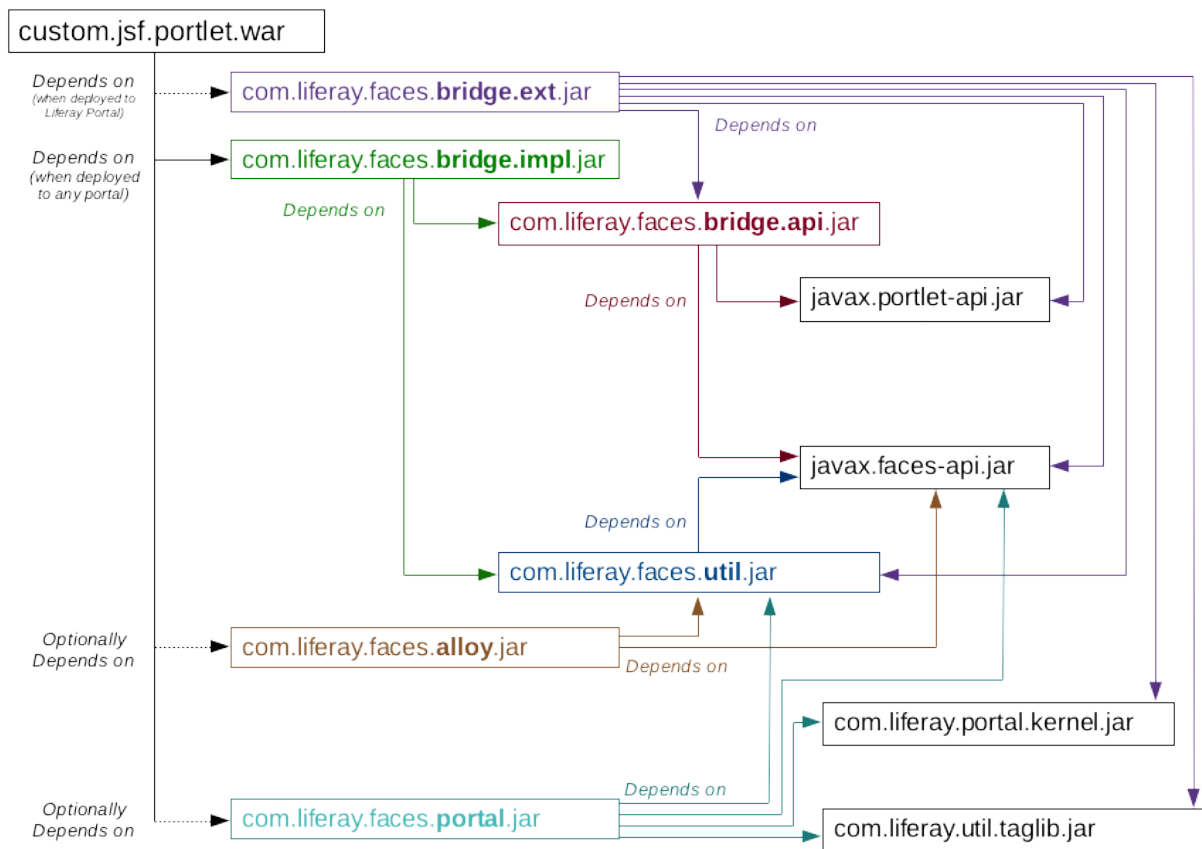 custom.jsf.portlet.war
Depends on
(when deployed to
Liferay Portal)
com.liferay.faces.bridge.ext.jar
Depends on
Depends on
(when deployed
to any portal)
com.liferay.faces.bridge.impl.jar
Depends on
com.liferay.faces.bridge.api.jar
Depends on
javax.portlet-api.jar
javax.faces-api.jar
Depends on
com.liferay.faces.util.jar
Optionally
Depends on
com.liferay.faces.alloy.jar
Depends on
com.liferay.portal.kernel.jar
Depends on
Optionally
Depends on
com.liferay.faces.portal.jar
com.liferay.util.taglib.jar